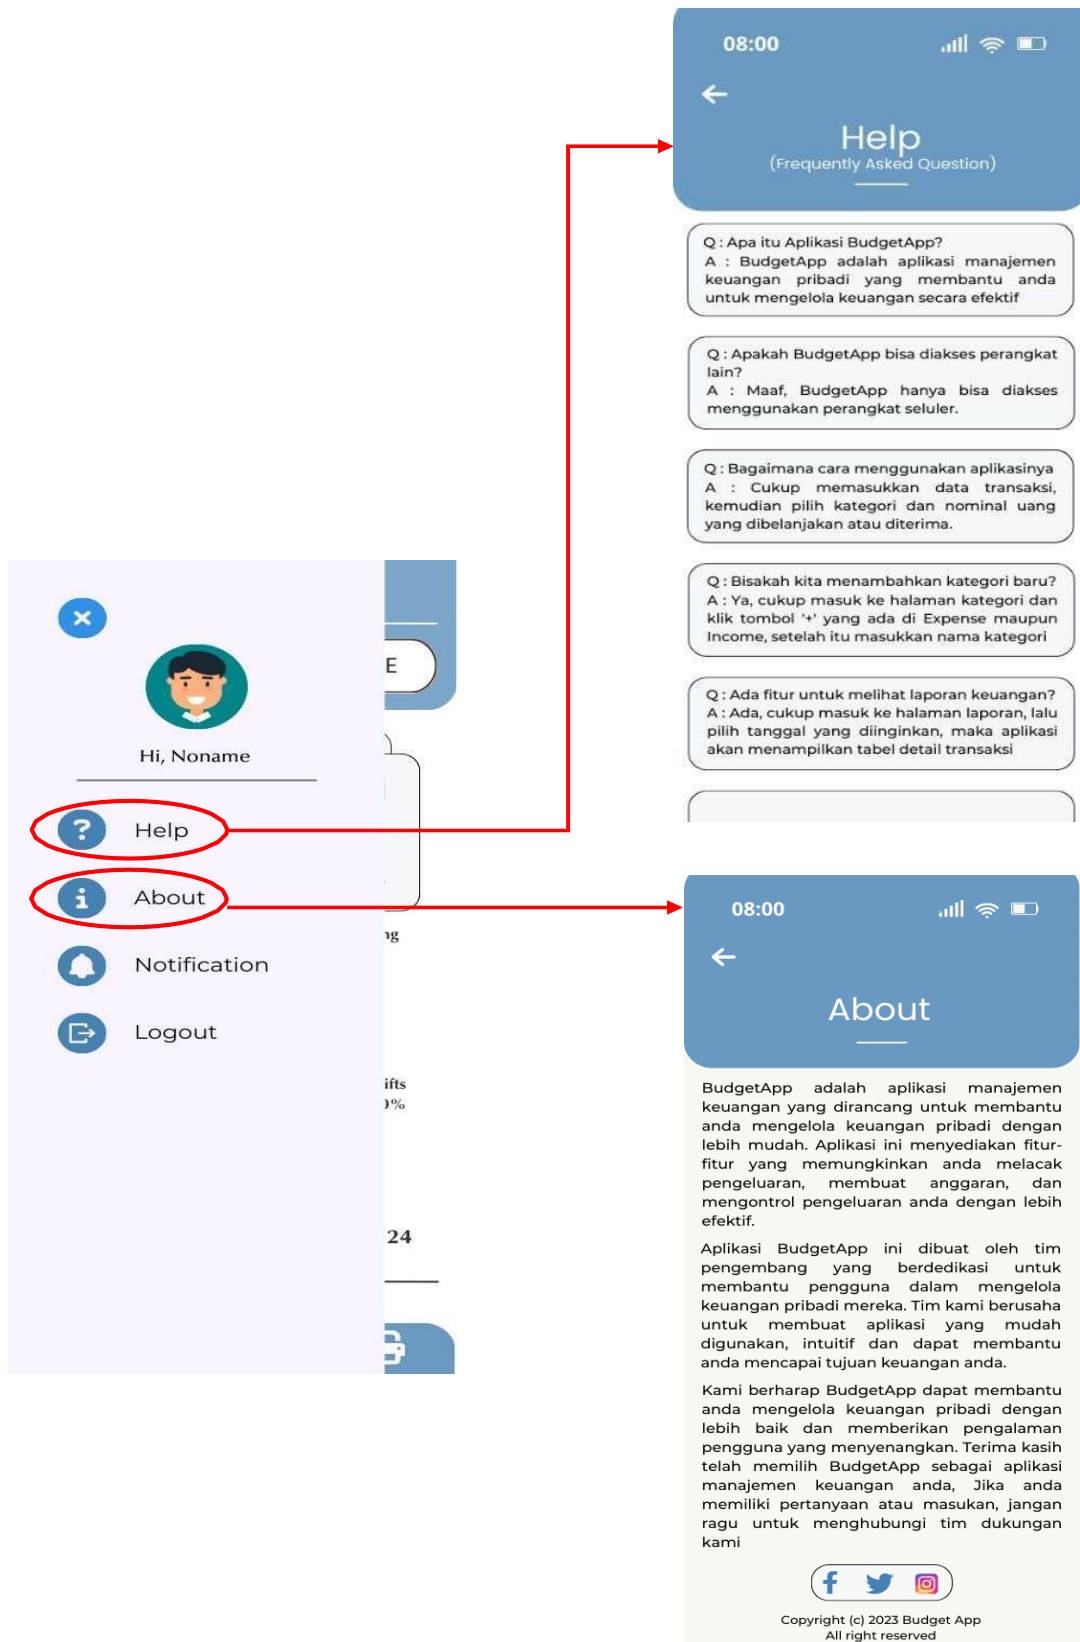 08:00
Help
(Frequently Asked Question)
Q : Apa itu Aplikasi BudgetApp?
A : BudgetApp adalah aplikasi manajemen
keuangan pribadi yang membantu anda
untuk mengelola keuangan secara efektif
Q : Apakah BudgetApp bisa diakses perangkat
lain?
A : Maaf, BudgetApp hanya bisa diakses
menggunakan perangkat seluler.
Q : Bagaimana cara menggunakan aplikasinya
A : Cukup memasukkan data transaksi,
kemudian pilih kategori dan nominal uang
yang dibelanjakan atau diterima.
Q : Bisakah kita menambahkan kategori baru?
A : Ya, cukup masuk ke halaman kategori dan
klik tombol '+' yang ada di Expense maupun
Income, setelah itu masukkan nama kategori
Q : Ada fitur untuk melihat laporan keuangan?
A : Ada, cukup masuk ke halaman laporan, lalu
pilih tanggal yang diinginkan, maka aplikasi
akan menampilkan tabel detail transaksi
E
Hi, Noname
Help
About
Notification
Logout
ng
ifts
0%
24
08:00
About
BudgetApp adalah aplikasi manajemen
keuangan yang dirancang untuk membantu
anda mengelola keuangan pribadi dengan
lebih mudah. Aplikasi ini menyediakan fitur-
fitur yang memungkinkan anda melacak
pengeluaran, membuat anggaran, dan
mengontrol pengeluaran anda dengan lebih
efektif.
Aplikasi BudgetApp ini dibuat oleh tim
pengembang yang berdedikasi untuk
membantu pengguna dalam mengelola
keuangan pribadi mereka. Tim kami berusaha
untuk membuat aplikasi yang mudah
digunakan, intuitif dan dapat membantu
anda mencapai tujuan keuangan anda.
Kami berharap BudgetApp dapat membantu
anda mengelola keuangan pribadi dengan
lebih baik dan memberikan pengalaman
pengguna yang menyenangkan. Terima kasih
telah memilih BudgetApp sebagai aplikasi
manajemen keuangan anda, Jika anda
memiliki pertanyaan atau masukan, jangan
ragu untuk menghubungi tim dukungan
kami
Copyright (c) 2023 Budget App
All right reserved